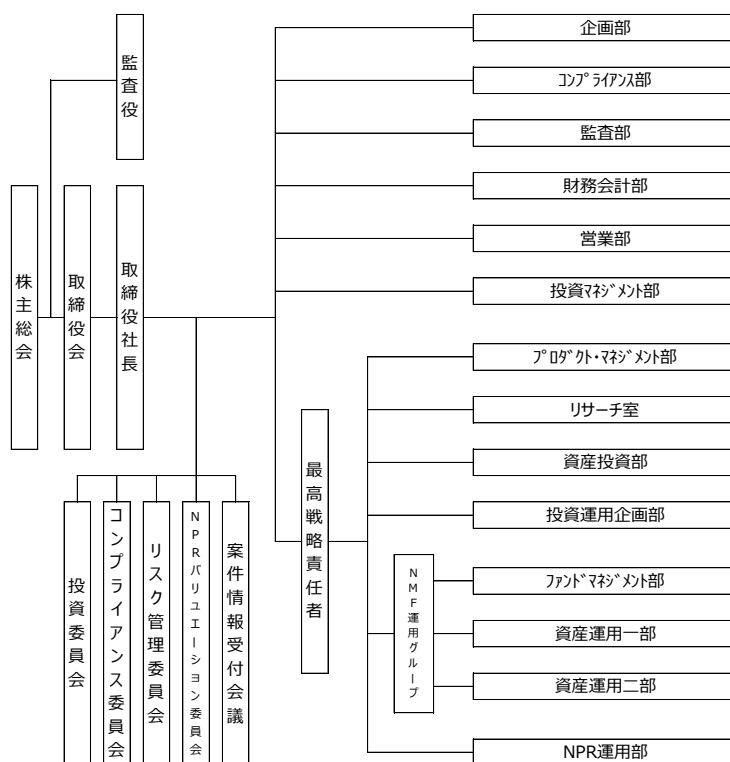 株主総会
取締役会
監査役
取締役社長
投資委員会
コンプライアンス委員会
リスク管理委員会
NPRバリュエーション委員会
案件情報受付会議
最高戦略責任者
NMF運用グループ
企画部
ｺﾝﾌﾟﾗｲｱﾝｽ部
監査部
財務会計部
営業部
投資ﾏﾈｼﾞﾒﾝﾄ部
ﾌﾟﾛﾀﾞｸﾄ･ﾏﾈｼﾞﾒﾝﾄ部
リサーチ室
資産投資部
投資運用企画部
ﾌｧﾝﾄﾞﾏﾈｼﾞﾒﾝﾄ部
資産運用一部
資産運用二部
NPR運用部